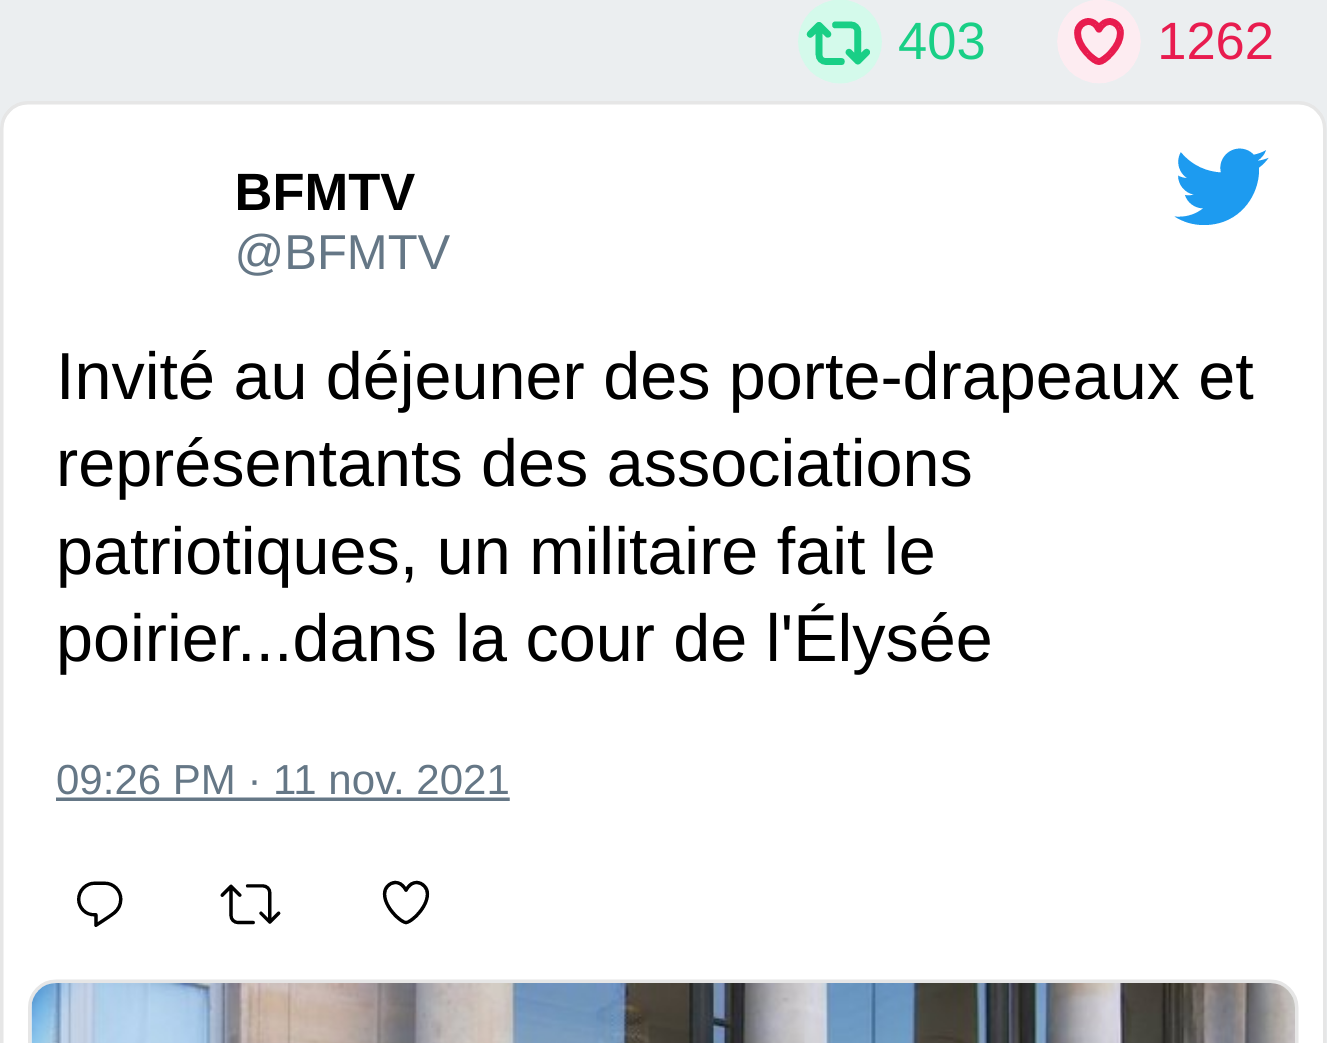 403 1262
BFMTV
@BFMTV
Invité au déjeuner des porte-drapeaux et
représentants des associations
patriotiques, un militaire fait le
poirier...dans la cour de l'Élysée
09:26 PM · 11 nov. 2021